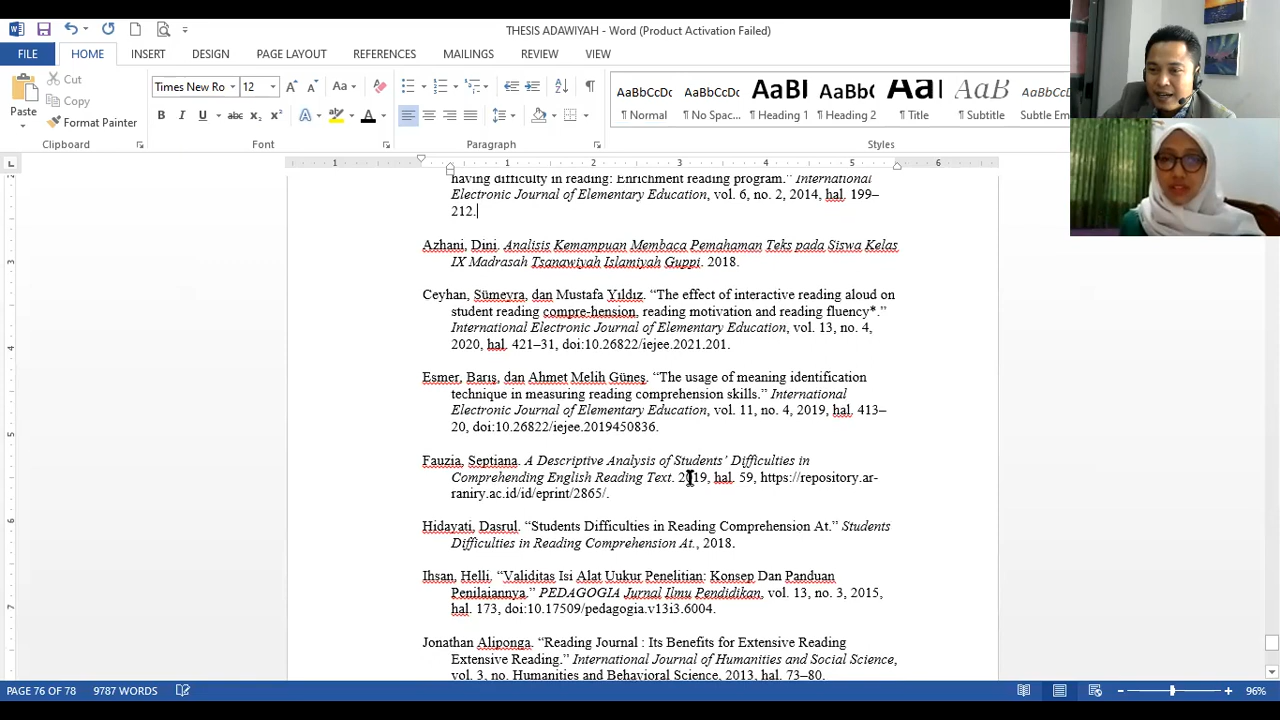 THESIS ADAWIYAH - Word (Product Activation Failed)
FILE HOME INSERT DESIGN PAGE LAYOUT REFERENCES MAILINGS REVIEW VIEW
Cut
Copy
Format Painter
Paste
Times New Ro 12
AaBbCcDc AaBbCcDc AaBl AaBb( AaBl AaB AaBbCcDc
¶ Normal ¶ No Spac... ¶ Heading 1 ¶ Heading 2 ¶ Title ¶ Subtitle Subtle Em
Clipboard Font Paragraph Styles
1 1 2 3 4 5 6
having difficulty in reading: Enrichment reading program.” International
Electronic Journal of Elementary Education, vol. 6, no. 2, 2014, hal. 199–
212.
Azhani, Dini. Analisis Kemampuan Membaca Pemahaman Teks pada Siswa Kelas
IX Madrasah Tsanawiyah Islamiyah Guppi. 2018.
Ceyhan, Sümeyra, dan Mustafa Yıldız. “The effect of interactive reading aloud on
student reading compre-hension, reading motivation and reading fluency*.”
International Electronic Journal of Elementary Education, vol. 13, no. 4,
2020, hal. 421–31, doi:10.26822/iejee.2021.201.
Esmer, Barış, dan Ahmet Melih Güneş. “The usage of meaning identification
technique in measuring reading comprehension skills.” International
Electronic Journal of Elementary Education, vol. 11, no. 4, 2019, hal. 413–
20, doi:10.26822/iejee.2019450836.
Fauzia, Septiana. A Descriptive Analysis of Students’ Difficulties in
Comprehending English Reading Text. 2019, hal. 59, https://repository.ar-
raniry.ac.id/id/eprint/2865/.
Hidayati, Dasrul. “Students Difficulties in Reading Comprehension At.” Students
Difficulties in Reading Comprehension At., 2018.
Ihsan, Helli. “Validitas Isi Alat Uukur Penelitian: Konsep Dan Panduan
Penilaiannya.” PEDAGOGIA Jurnal Ilmu Pendidikan, vol. 13, no. 3, 2015,
hal. 173, doi:10.17509/pedagogia.v13i3.6004.
Jonathan Aliponga. “Reading Journal : Its Benefits for Extensive Reading
Extensive Reading.” International Journal of Humanities and Social Science,
vol. 3, no. Humanities and Behavioral Science, 2013, hal. 73–80.
PAGE 76 OF 78 9787 WORDS 96%